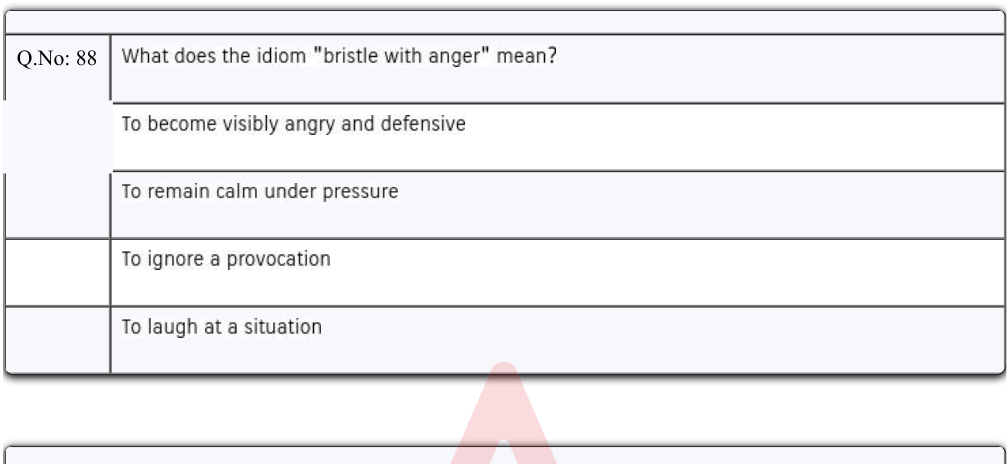 Q.No: 88 What does the idiom "bristle with anger" mean?
To become visibly angry and defensive
To remain calm under pressure
To ignore a provocation
To laugh at a situation